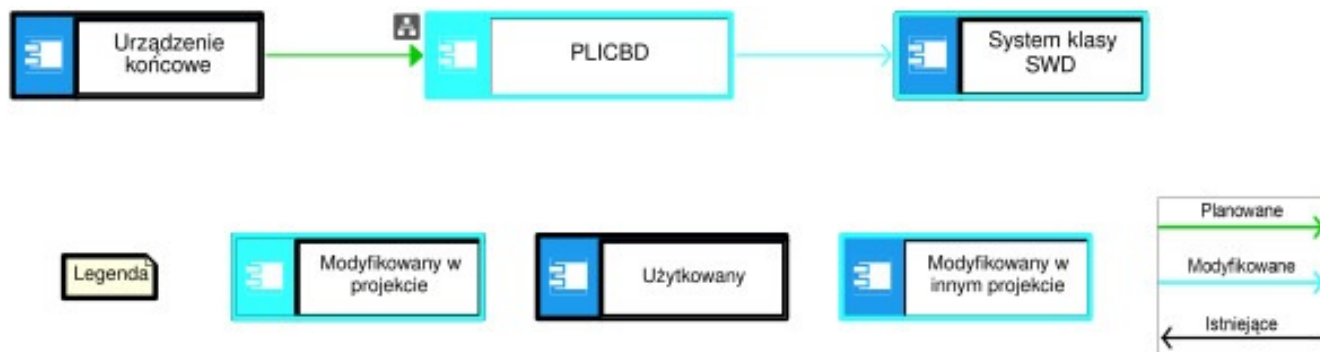 Urządzenie
końcowe
PLICBD
System klasy
SWD
Planowane
Legenda
Modyfikowany w
projekcie
Użytkowany
Modyfikowany w
innym projekcie
Modyfikowane
Istniejące